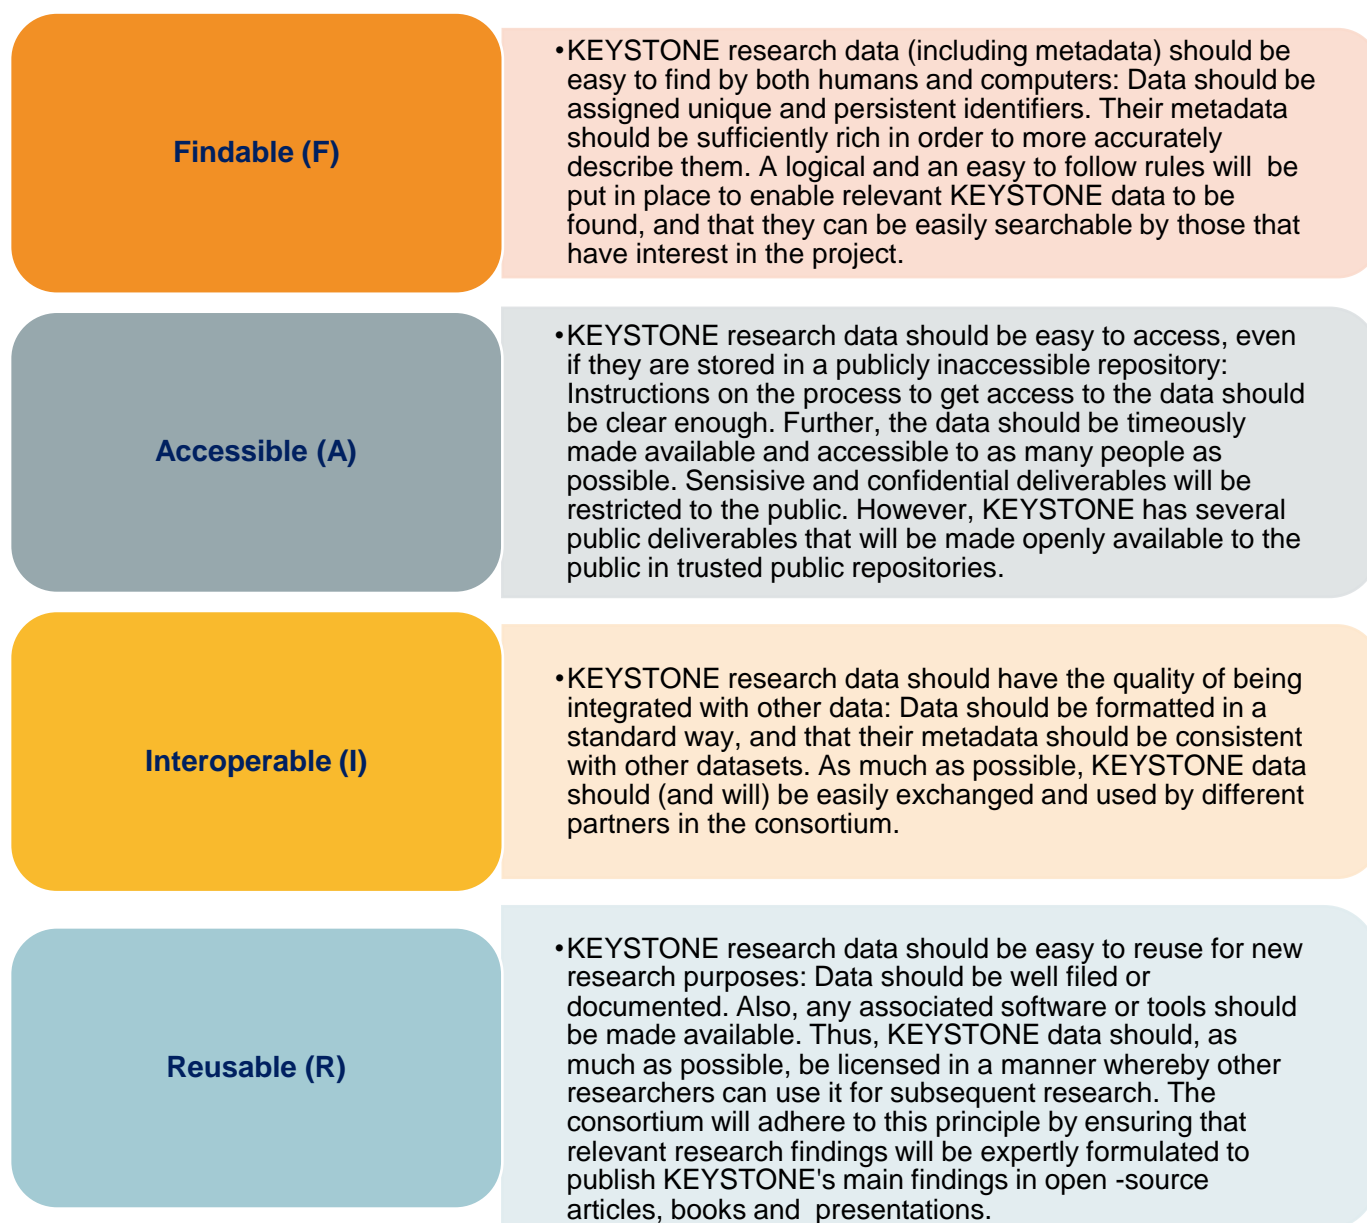 Findable (F)
•KEYSTONE research data (including metadata) should be
easy to find by both humans and computers: Data should be
assigned unique and persistent identifiers. Their metadata
should be sufficiently rich in order to more accurately
describe them. A logical and an easy to follow rules will  be
put in place to enable relevant KEYSTONE data to be
found, and that they can be easily searchable by those that
have interest in the project.
Accessible (A)
•KEYSTONE research data should be easy to access, even
if they are stored in a publicly inaccessible repository:
Instructions on the process to get access to the data should
be clear enough. Further, the data should be timeously
made available and accessible to as many people as
possible. Sensisive and confidential deliverables will be
restricted to the public. However, KEYSTONE has several
public deliverables that will be made openly available to the
public in trusted public repositories.
Interoperable (I)
•KEYSTONE research data should have the quality of being
integrated with other data: Data should be formatted in a
standard way, and that their metadata should be consistent
with other datasets. As much as possible, KEYSTONE data
should (and will) be easily exchanged and used by different
partners in the consortium.
Reusable (R)
•KEYSTONE research data should be easy to reuse for new
research purposes: Data should be well filed or
documented. Also, any associated software or tools should
be made available. Thus, KEYSTONE data should, as
much as possible, be licensed in a manner whereby other
researchers can use it for subsequent research. The
consortium will adhere to this principle by ensuring that
relevant research findings will be expertly formulated to
publish KEYSTONE's main findings in open -source
articles, books and  presentations.